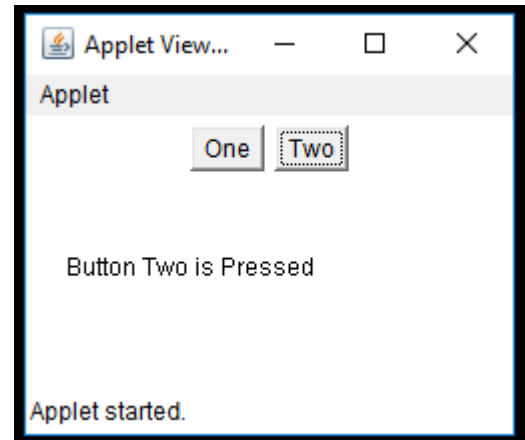 Applet View...
Applet
One Two
Button Two is Pressed
Applet started.